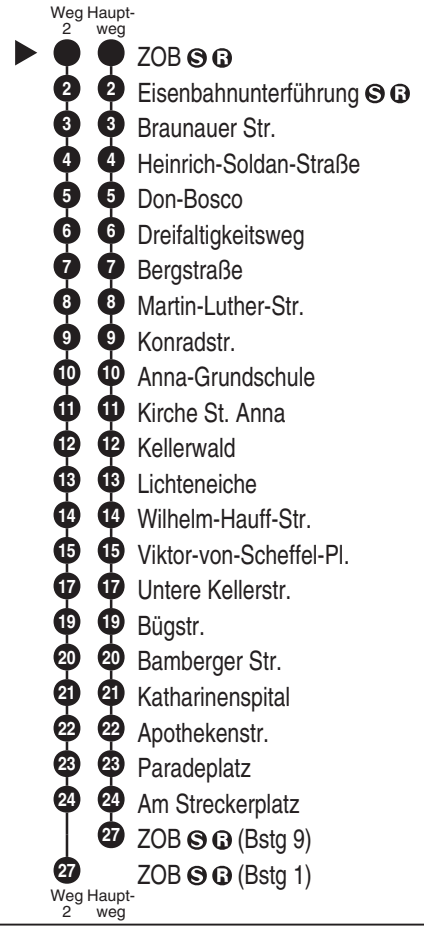 Weg Haupt-
2 weg
ZOB S R
2 2 Eisenbahnunterführung S R
3 3 Braunauer Str.
4 4 Heinrich-Soldan-Straße
5 5 Don-Bosco
6 6 Dreifaltigkeitsweg
7 7 Bergstraße
8 8 Martin-Luther-Str.
9 9 Konradstr.
10 10 Anna-Grundschule
11 11 Kirche St. Anna
12 12 Kellerwald
13 13 Lichteneiche
14 14 Wilhelm-Hauff-Str.
15 15 Viktor-von-Scheffel-Pl.
17 17 Untere Kellerstr.
19 19 Bügstr.
20 20 Bamberger Str.
21 21 Katharinenspital
22 22 Apothekenstr.
23 23 Paradeplatz
24 24 Am Streckerplatz
27 ZOB S R (Bstg 9)
27 ZOB S R (Bstg 1)
Weg Haupt-
2 weg